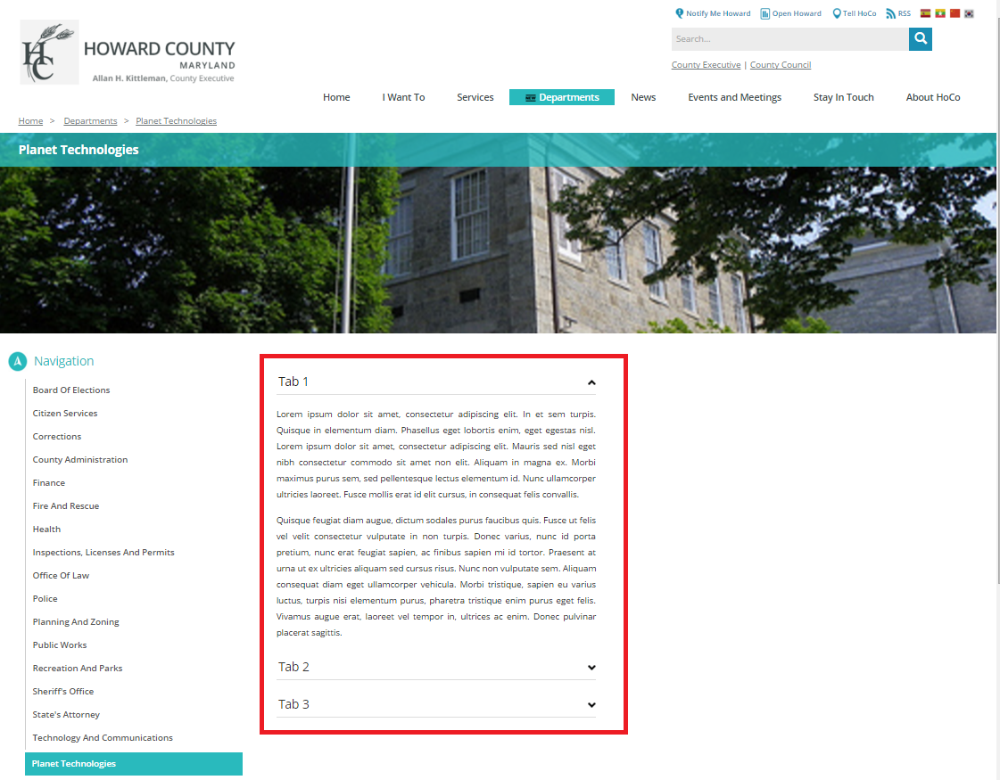 Notify Me Howard Open Howard Tell HoCo RSS
HC
HOWARD COUNTY
MARYLAND
Allan H. Kittleman, County Executive
Search...
County Executive | County Council
Home I Want To Services Departments News Events and Meetings Stay In Touch About HoCo
Home > Departments > Planet Technologies
Planet Technologies
Navigation
Board Of Elections
Citizen Services
Corrections
County Administration
Finance
Fire And Rescue
Health
Inspections, Licenses And Permits
Office Of Law
Police
Planning And Zoning
Public Works
Recreation And Parks
Sheriff's Office
State's Attorney
Technology And Communications
Planet Technologies
Tab 1
Lorem ipsum dolor sit amet, consectetur adipiscing elit. In et sem turpis.
Quisque in elementum diam. Phasellus eget lobortis enim, eget egestas nisl.
Lorem ipsum dolor sit amet, consectetur adipiscing elit. Mauris sed nisl eget
nibh consectetur commodo sit amet non elit. Aliquam in magna ex. Morbi
maximus purus sem, sed pellentesque lectus elementum id. Nunc ullamcorper
ultricies laoreet. Fusce mollis erat id elit cursus, in consequat felis convallis.
Quisque feugiat diam augue, dictum sodales purus faucibus quis. Fusce ut felis
vel velit consectetur vulputate in non turpis. Donec varius, nunc id porta
pretium, nunc erat feugiat sapien, ac finibus sapien mi id tortor. Praesent at
urna ut ex ultricies aliquam sed cursus risus. Nunc non vulputate sem. Aliquam
consequat diam eget ullamcorper vehicula. Morbi tristique, sapien eu varius
luctus, turpis nisi elementum purus, pharetra tristique enim purus eget felis.
Vivamus augue erat, laoreet vel tempor in, ultrices ac enim. Donec pulvinar
placerat sagittis.
Tab 2
Tab 3